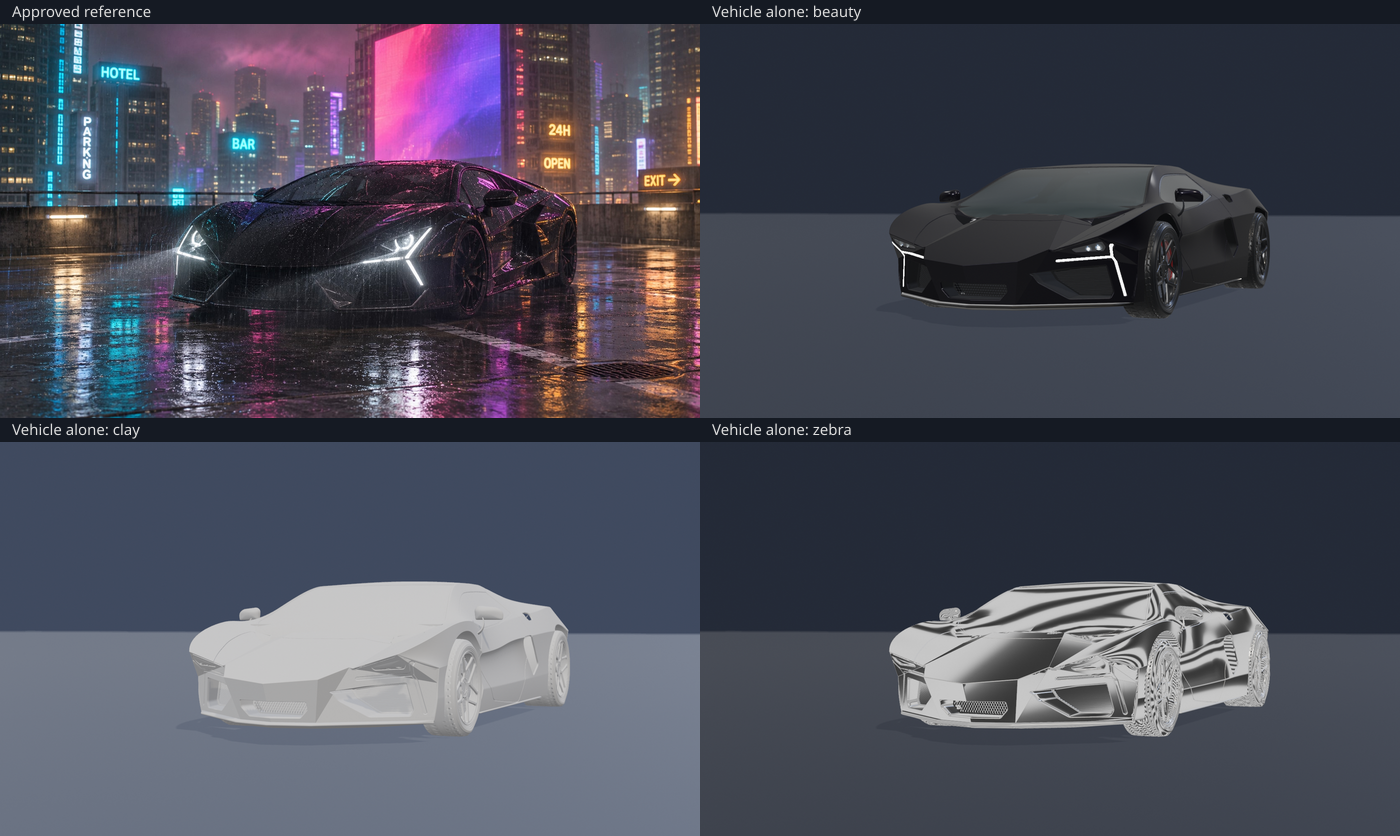 Approved reference
Vehicle alone: beauty
HOTEL
PARKNG
BAR
24H
OPEN
EXIT →
Vehicle alone: clay
Vehicle alone: zebra